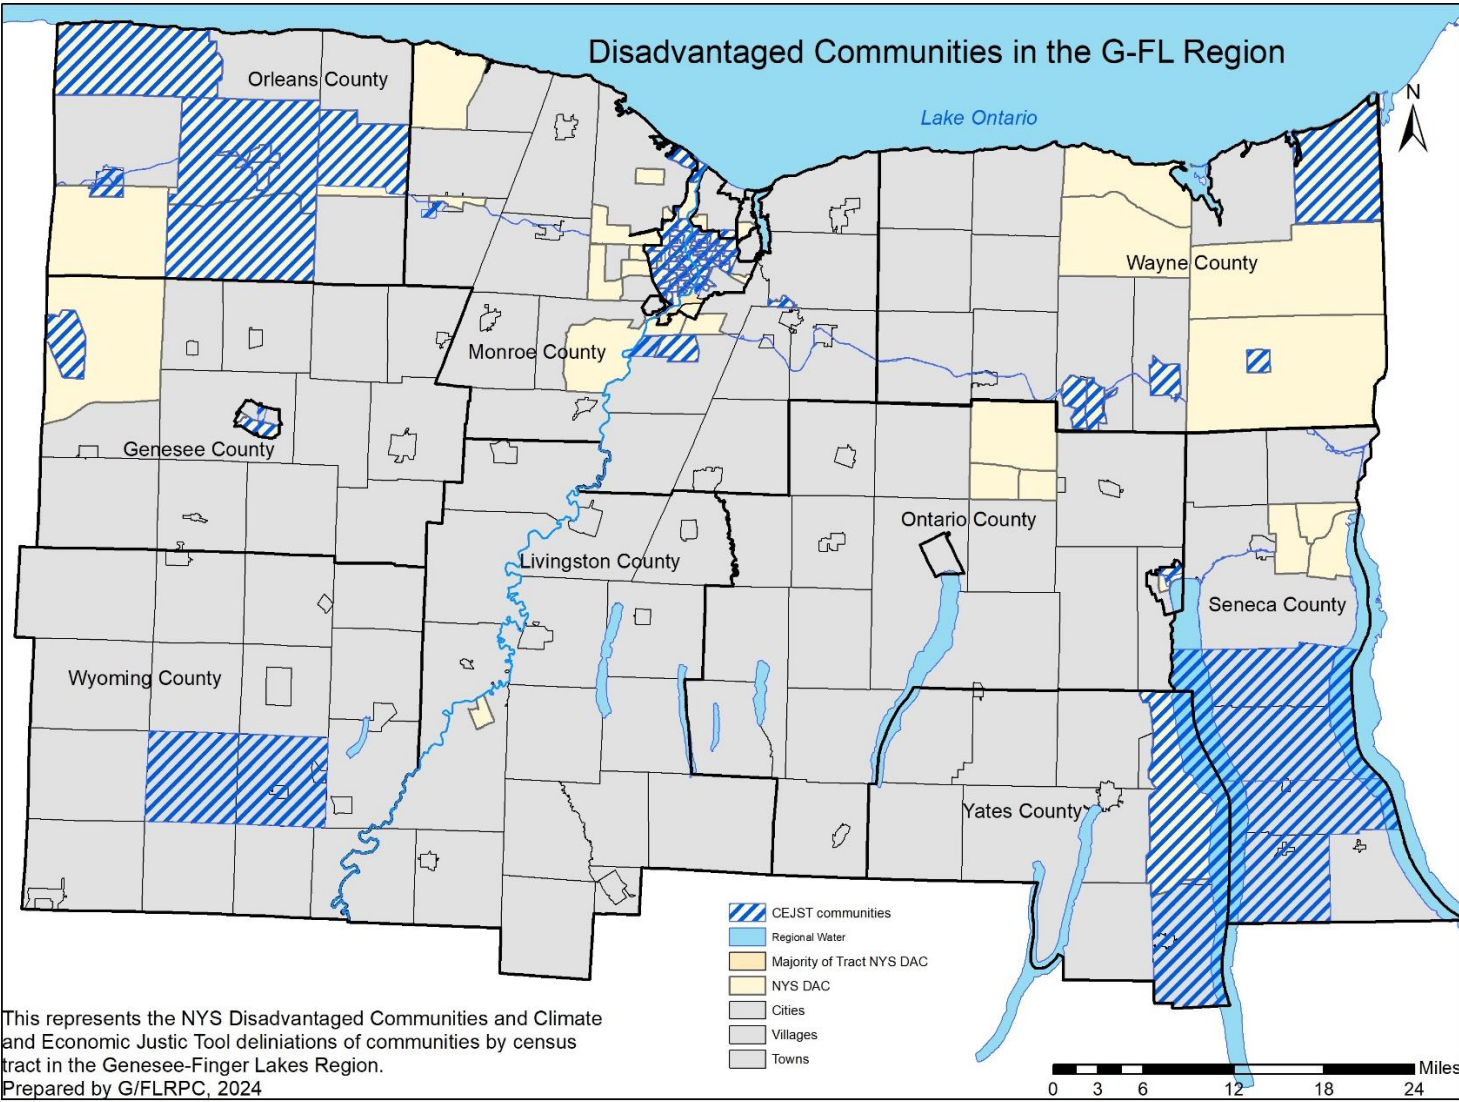 Disadvantaged Communities in the G-FL Region
Orleans County
Lake Ontario
N
Wayne County
Monroe County
Genesee County
Ontario County
Livingston County
Seneca County
Wyoming County
Yates County
CEJST communities
Regional Water
Majority of Tract NYS DAC
NYS DAC
Cities
Villages
Towns
This represents the NYS Disadvantaged Communities and Climate
and Economic Justic Tool deliniations of communities by census
tract in the Genesee-Finger Lakes Region.
Prepared by G/FLRPC, 2024
Miles
0 3 6 12 18 24